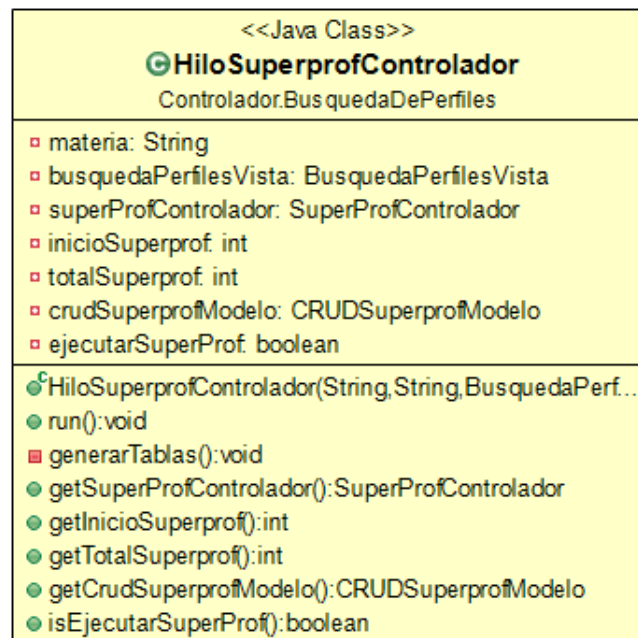 <<Java Class>>
HiloSuperprofControlador
Controlador.BusquedaDePerfiles
materia: String
busquedaPerfilesVista: BusquedaPerfilesVista
superProfControlador: SuperProfControlador
inicioSuperprof: int
totalSuperprof: int
crudSuperprofModelo: CRUDSuperprofModelo
ejecutarSuperProf: boolean
HiloSuperprofControlador(String,String,BusquedaPerf...
run():void
generarTablas():void
getSuperProfControlador():SuperProfControlador
getInicioSuperprof():int
getTotalSuperprof():int
getCrudSuperprofModelo():CRUDSuperprofModelo
isEjecutarSuperProf():boolean